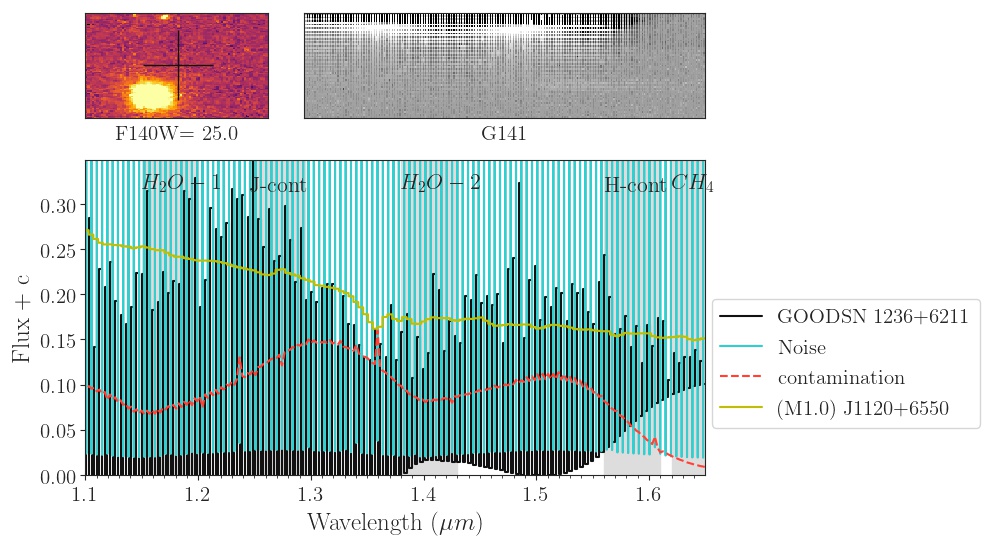 F140W= 25.0
G141
H₂O − 1
J-cont
H₂O − 2
H-cont
CH₄
0.30
0.25
0.20
0.15
0.10
0.05
0.00
Flux + c
1.1
1.2
1.3
1.4
1.5
1.6
Wavelength (μm)
GOODSN 1236+6211
Noise
contamination
(M1.0) J1120+6550